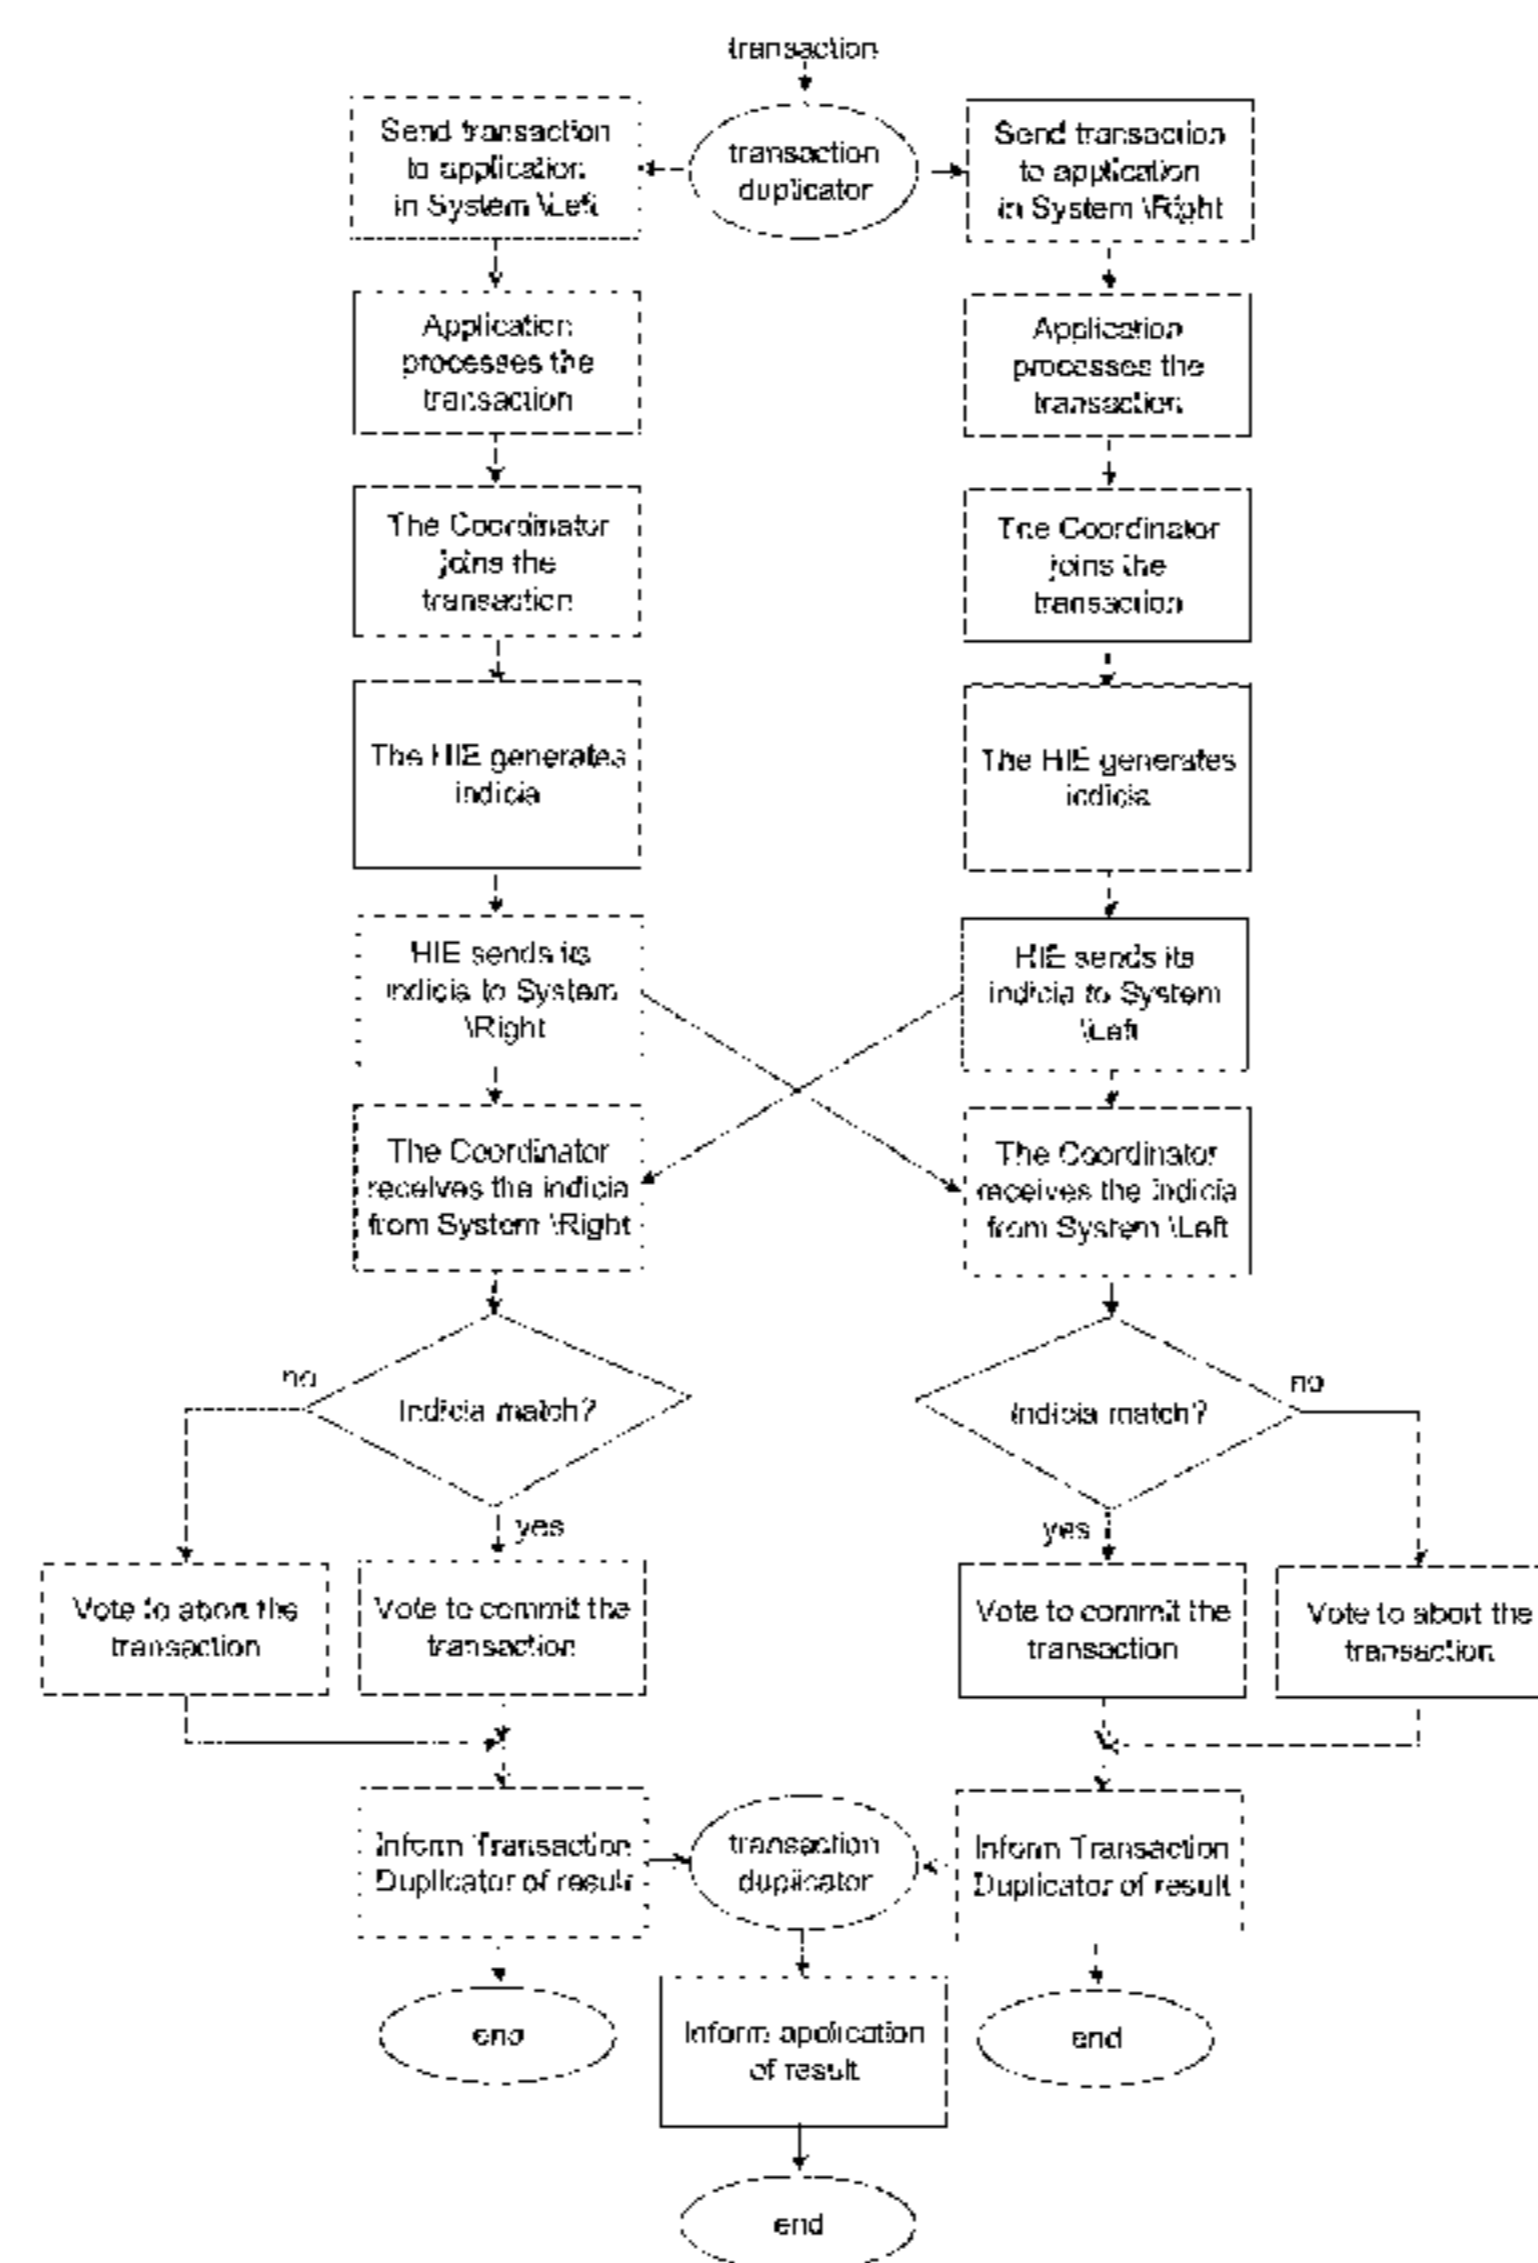 transaction
Send transaction
to application
in System \Left
transaction
duplicator
Send transaction
to application
in System \Right
Application
processes the
transaction
Application
processes the
transaction
The Coordinator
joins the
transaction
The Coordinator
joins the
transaction
The HIE generates
indicia
The HIE generates
indicia
HIE sends its
indicia to System
\Right
HIE sends its
indicia to System
\Left
The Coordinator
receives the indicia
from System \Right
The Coordinator
receives the indicia
from System \Left
no
Indicia match?
yes
Indicia match?
no
yes
Vote to abort the
transaction
Vote to commit the
transaction
Vote to commit the
transaction
Vote to abort the
transaction
Inform Transaction
Duplicator of result
transaction
duplicator
Inform Transaction
Duplicator of result
end
Inform application
of result
end
end